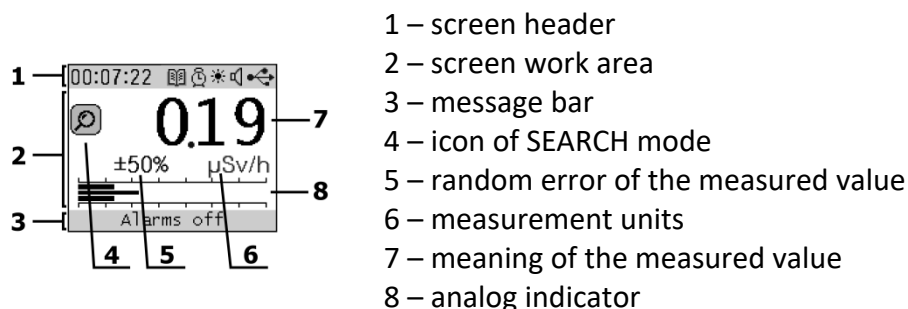 1 – screen header
2 – screen work area
3 – message bar
4 – icon of SEARCH mode
5 – random error of the measured value
6 – measurement units
7 – meaning of the measured value
8 – analog indicator
1
00:07:22
2
0.19
7
±50%
µSv/h
8
3
Alarms off
4 5 6